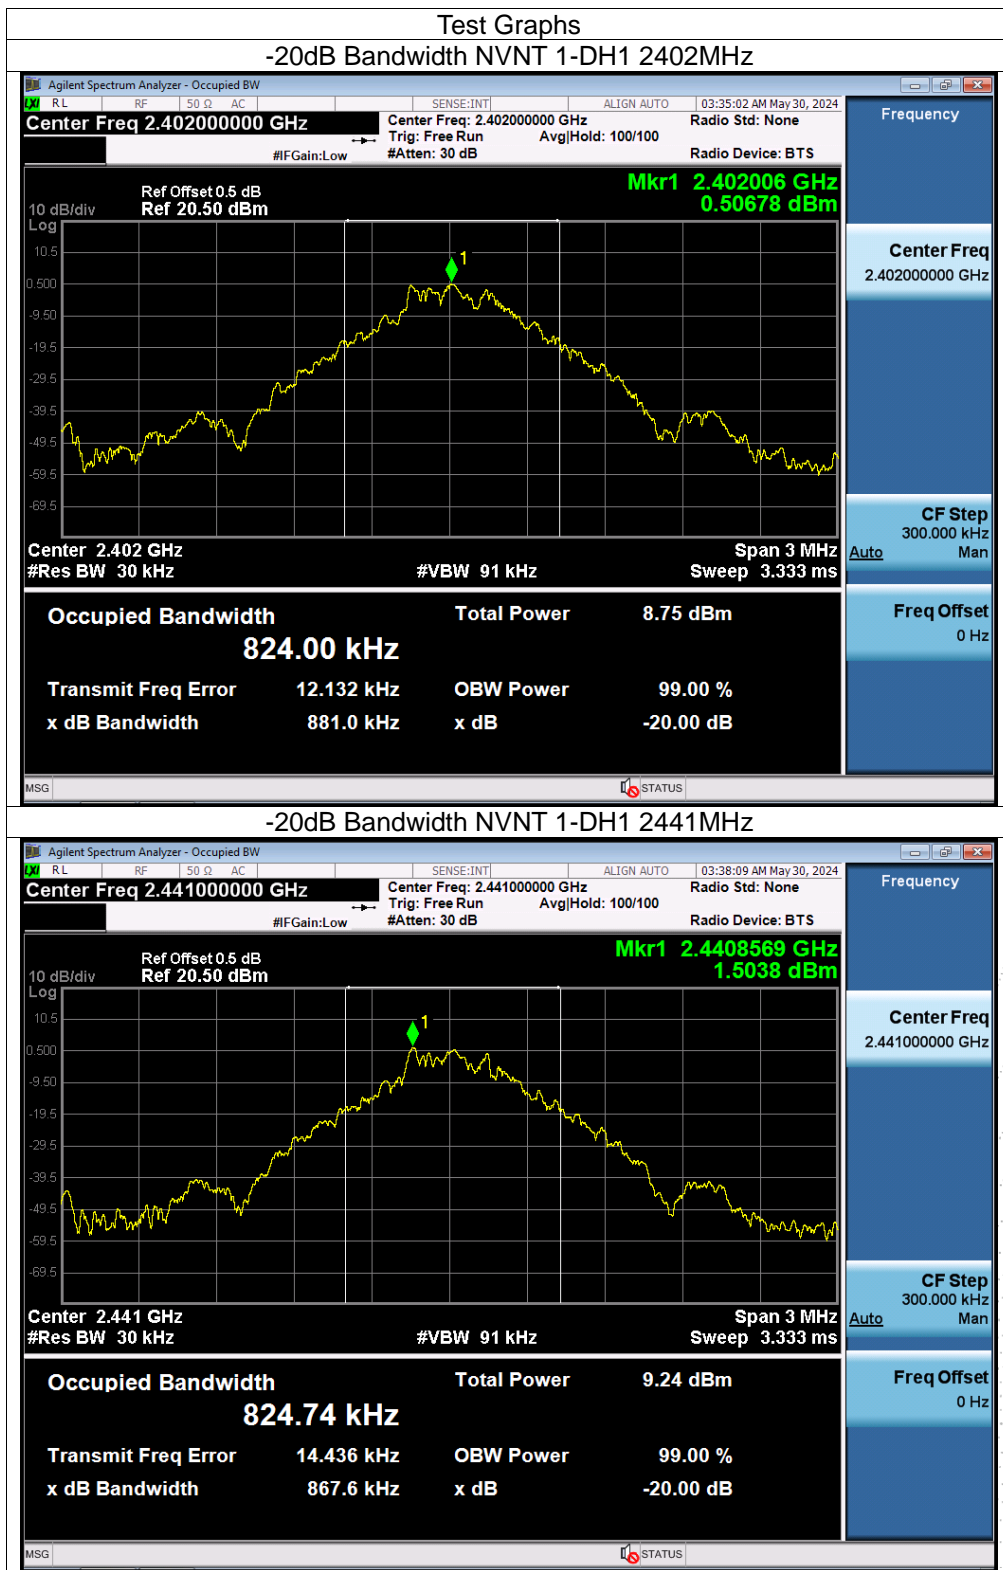 Test Graphs
-20dB Bandwidth NVNT 1-DH1 2402MHz
Agilent Spectrum Analyzer - Occupied BW
LXI RL RF 50 Ω AC SENSE:INT ALIGN AUTO 03:35:02 AM May 30, 2024
Center Freq 2.402000000 GHz
Center Freq: 2.402000000 GHz Radio Std: None
Trig: Free Run Avg|Hold: 100/100
#IFGain:Low #Atten: 30 dB Radio Device: BTS
Frequency
Mkr1 2.402006 GHz
0.50678 dBm
Ref Offset 0.5 dB
10 dB/div Ref 20.50 dBm
Log
10.5
0.500
-9.50
-19.5
-29.5
-39.5
-49.5
-59.5
-69.5
1
Center Freq
2.402000000 GHz
CF Step
300.000 kHz
Auto Man
Freq Offset
0 Hz
Center 2.402 GHz Span 3 MHz
#Res BW 30 kHz #VBW 91 kHz Sweep 3.333 ms
Occupied Bandwidth Total Power 8.75 dBm
824.00 kHz
Transmit Freq Error 12.132 kHz OBW Power 99.00 %
x dB Bandwidth 881.0 kHz x dB -20.00 dB
MSG STATUS
-20dB Bandwidth NVNT 1-DH1 2441MHz
Agilent Spectrum Analyzer - Occupied BW
LXI RL RF 50 Ω AC SENSE:INT ALIGN AUTO 03:38:09 AM May 30, 2024
Center Freq 2.441000000 GHz
Center Freq: 2.441000000 GHz Radio Std: None
Trig: Free Run Avg|Hold: 100/100
#IFGain:Low #Atten: 30 dB Radio Device: BTS
Frequency
Mkr1 2.4408569 GHz
1.5038 dBm
Ref Offset 0.5 dB
10 dB/div Ref 20.50 dBm
Log
10.5
0.500
-9.50
-19.5
-29.5
-39.5
-49.5
-59.5
-69.5
1
Center Freq
2.441000000 GHz
CF Step
300.000 kHz
Auto Man
Freq Offset
0 Hz
Center 2.441 GHz Span 3 MHz
#Res BW 30 kHz #VBW 91 kHz Sweep 3.333 ms
Occupied Bandwidth Total Power 9.24 dBm
824.74 kHz
Transmit Freq Error 14.436 kHz OBW Power 99.00 %
x dB Bandwidth 867.6 kHz x dB -20.00 dB
MSG STATUS